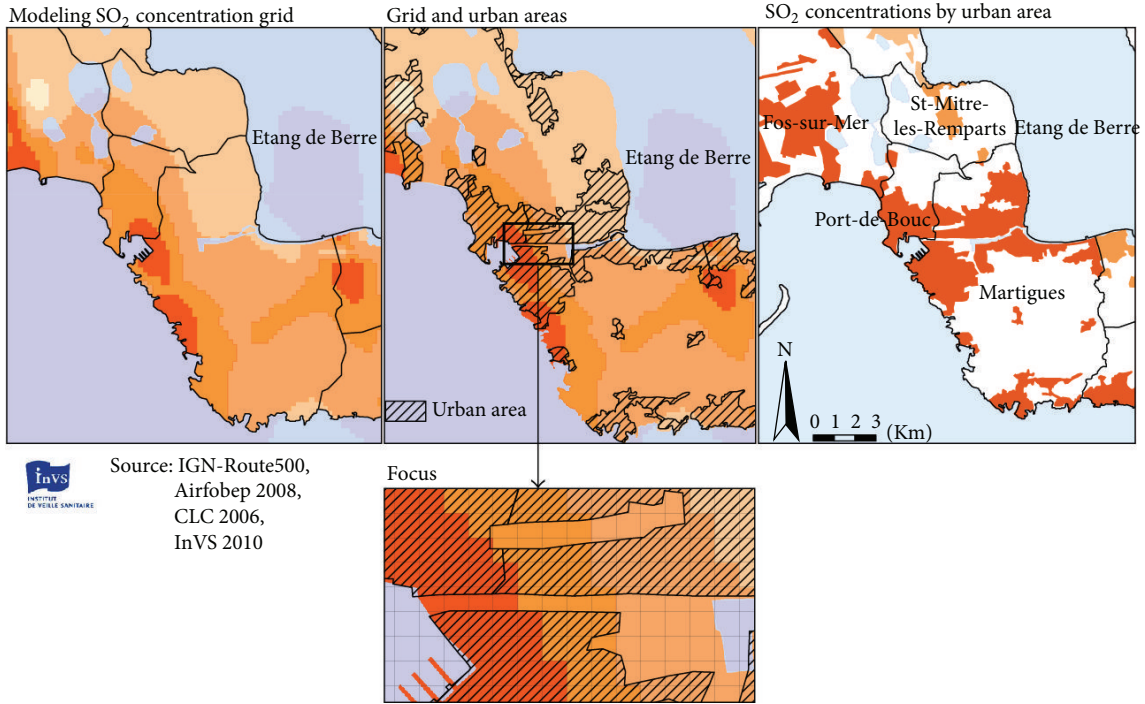 Modeling SO₂ concentration grid
Grid and urban areas
SO₂ concentrations by urban area
Etang de Berre
Etang de Berre
Urban area
St-Mitre-
les-Remparts
Fos-sur-Mer
Etang de Berre
Port-de-Bouc
Martigues
N
0 1 2 3
(Km)
InVS
INSTITUT
DE VEILLE SANITAIRE
Source: IGN-Route500,
Airfobep 2008,
CLC 2006,
InVS 2010
Focus